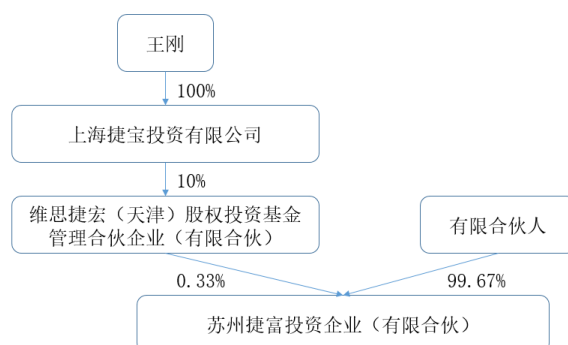 王刚
100%
上海捷宝投资有限公司
10%
维思捷宏（天津）股权投资基金
管理合伙企业（有限合伙）
有限合伙人
0.33%
99.67%
苏州捷富投资企业（有限合伙）